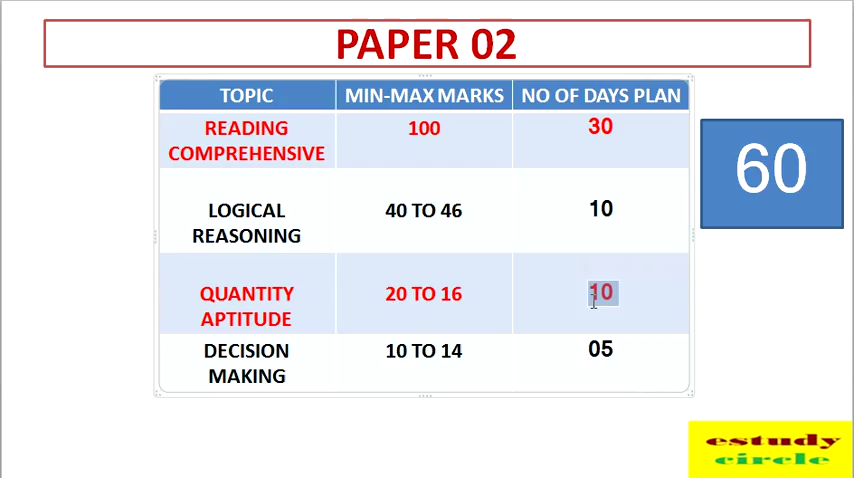 PAPER 02
TOPIC MIN-MAX MARKS NO OF DAYS PLAN
READING COMPREHENSIVE 100 30
LOGICAL REASONING 40 TO 46 10
QUANTITY APTITUDE 20 TO 16 10
DECISION MAKING 10 TO 14 05
60
estudy
circle